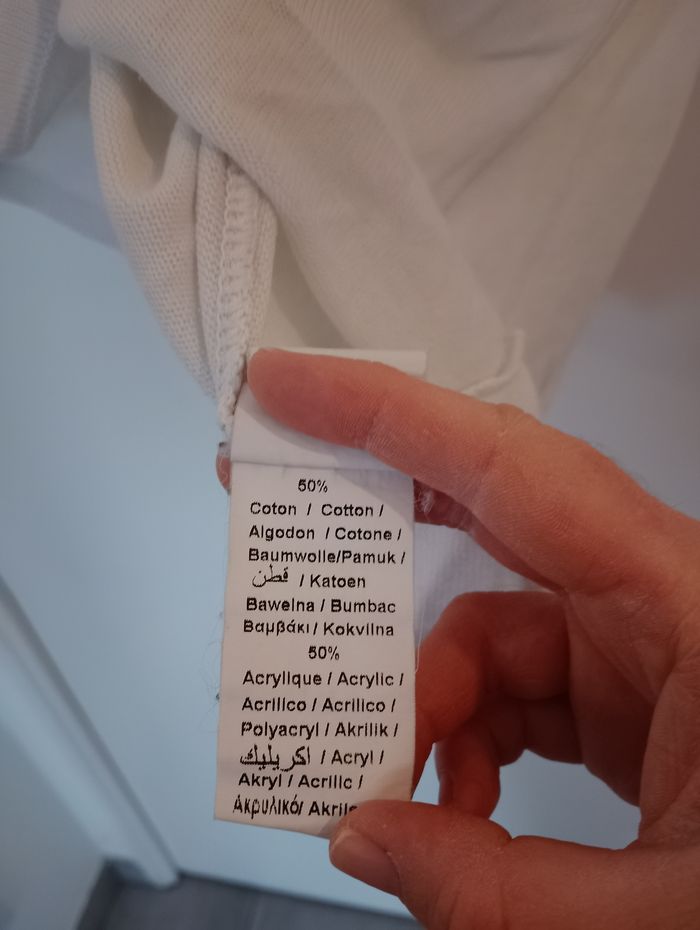 50%
Coton / Cotton /
Algodon / Cotone /
Baumwolle/Pamuk /
قطن / Katoen
Bawelna / Bumbac
Βαμβάκι / Kokvilna
50%
Acrylique / Acrylic /
Acrilico / Acrilico /
Polyacryl / Akrilik /
اكريليك / Acryl /
Akryl / Acrilic /
Ακρυλικό/